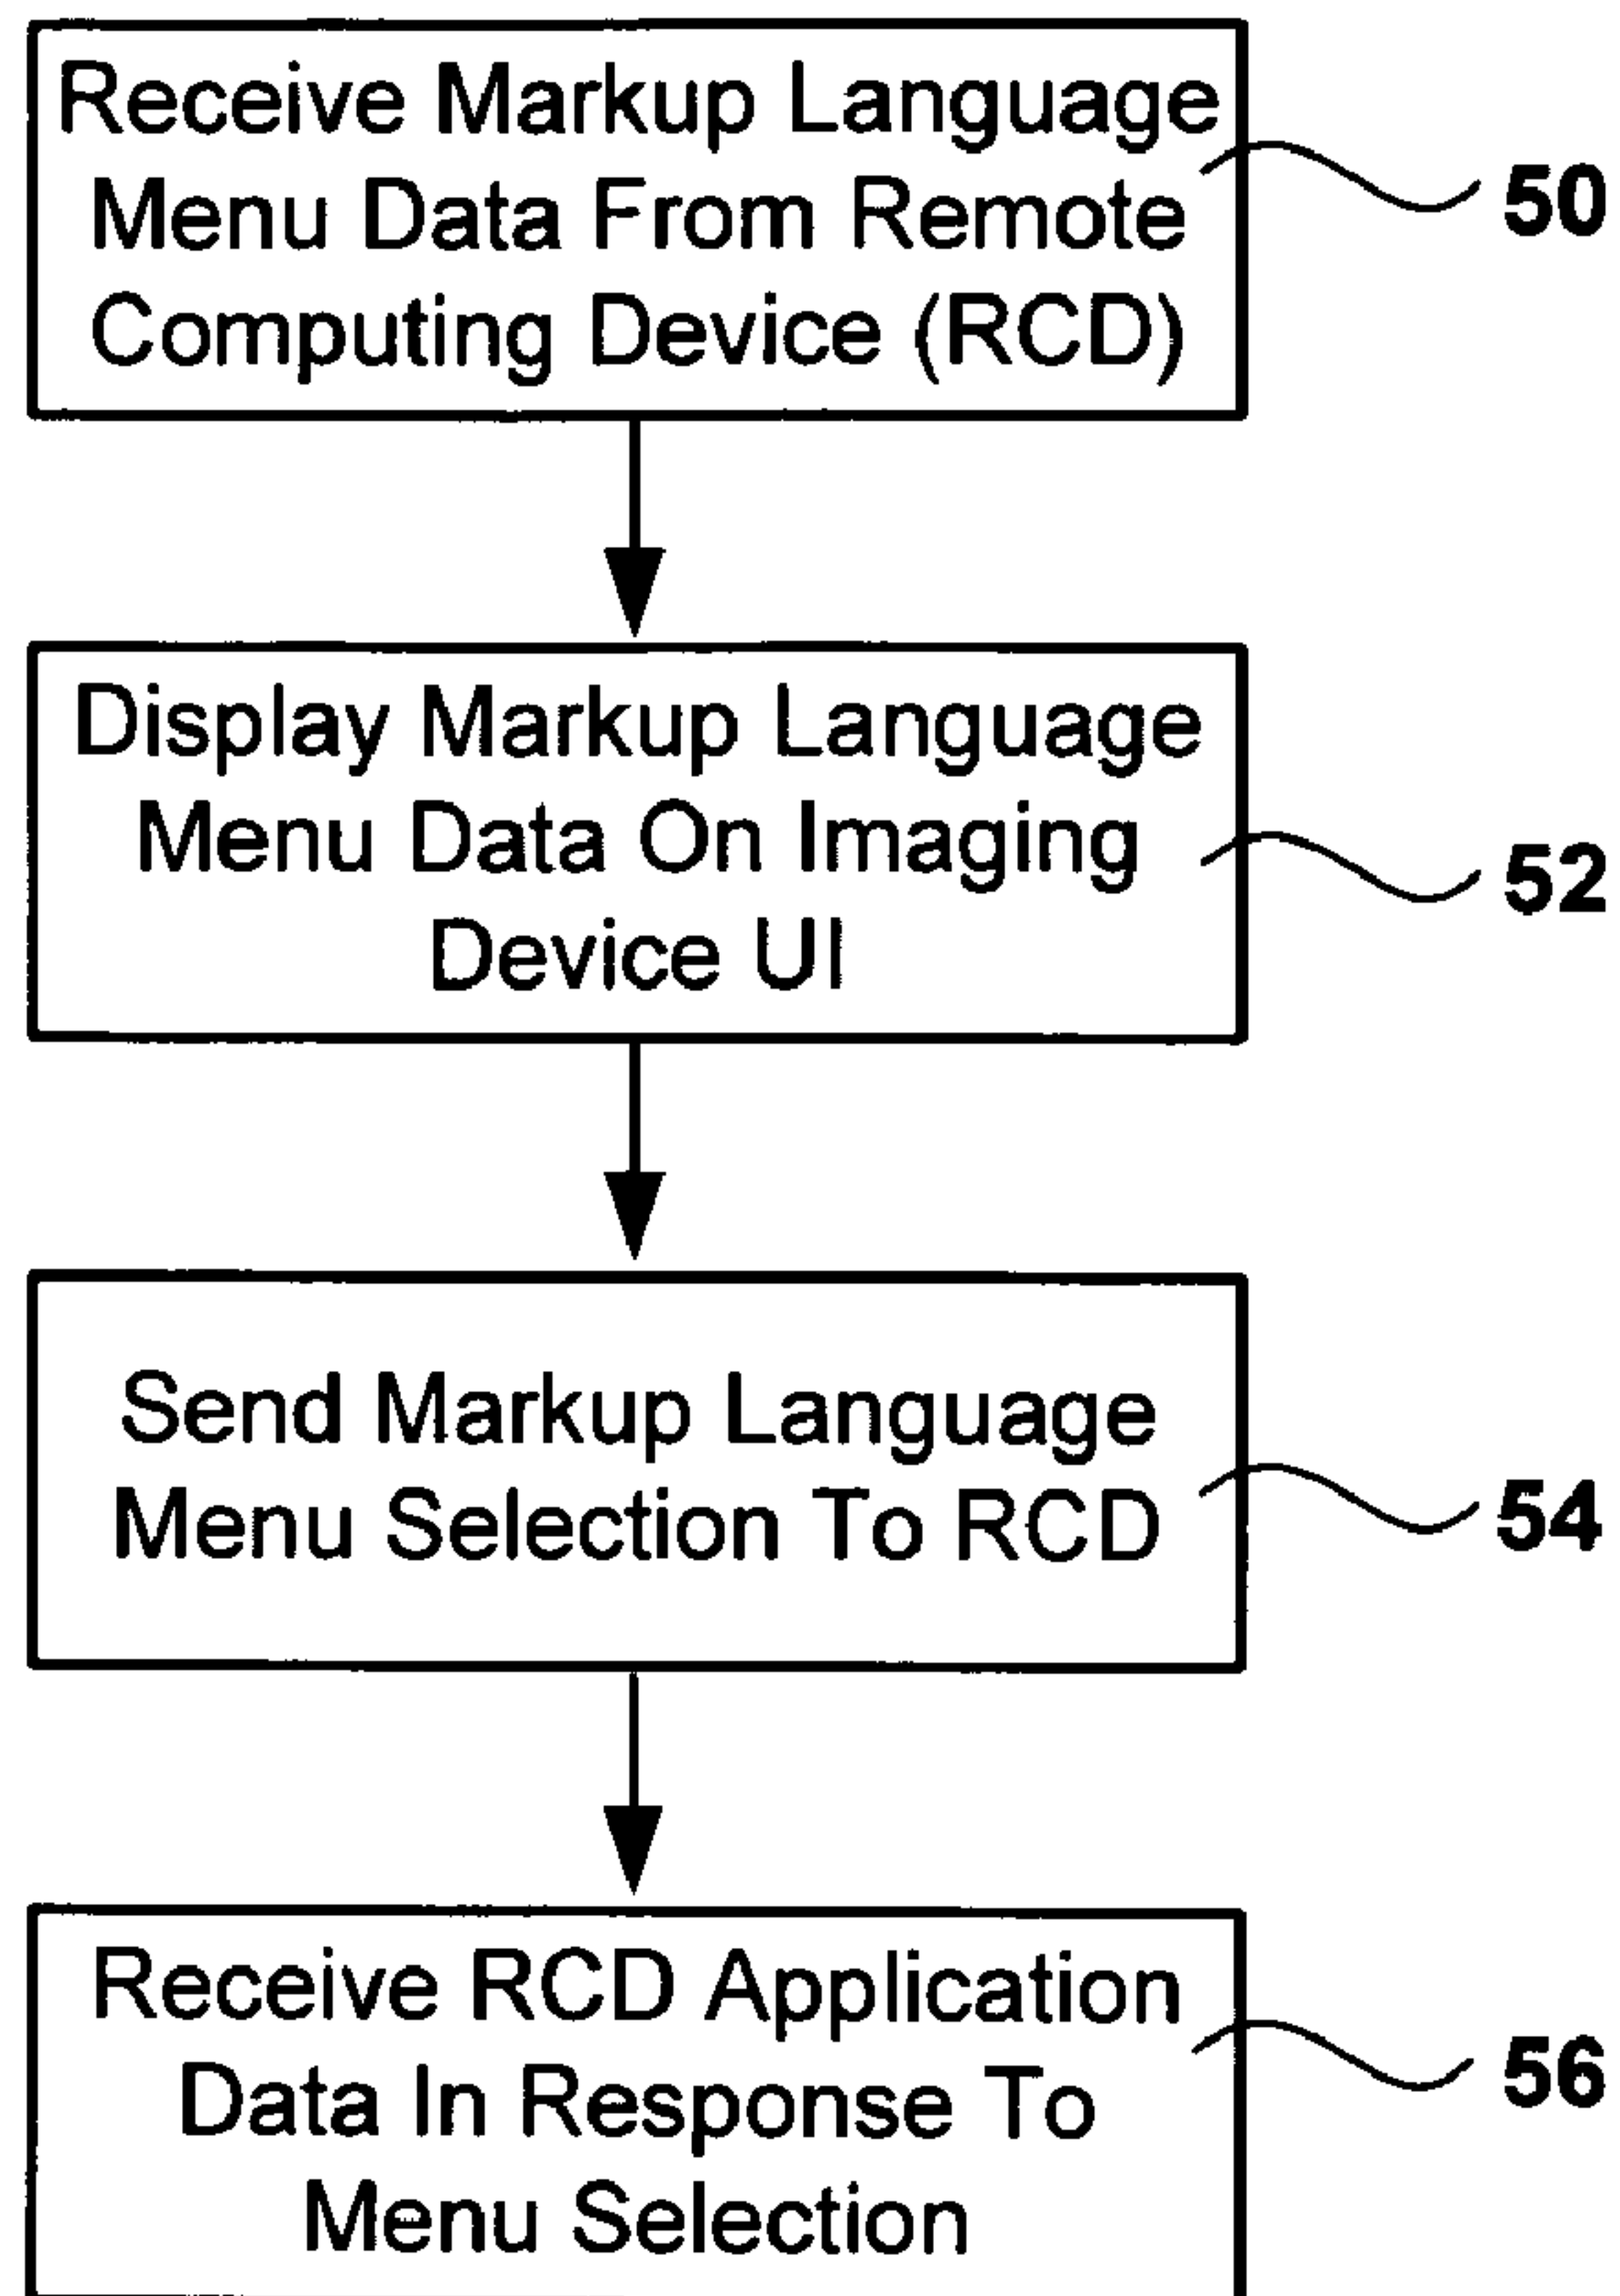 Receive Markup Language
Menu Data From Remote
Computing Device (RCD)
50
Display Markup Language
Menu Data On Imaging
Device UI
52
Send Markup Language
Menu Selection To RCD
54
Receive RCD Application
Data In Response To
Menu Selection
56